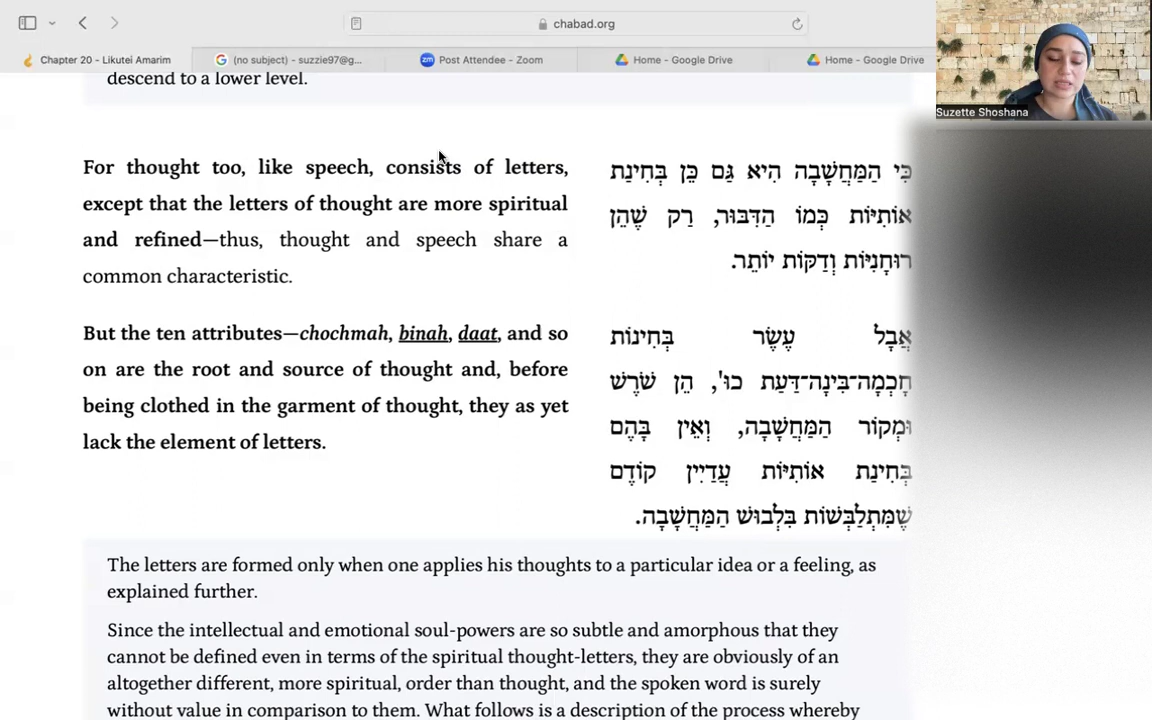 chabad.org
Chapter 20 - Likutei Amarim
(no subject) - suzzie97@g...
Post Attendee - Zoom
Home - Google Drive
Home - Google Drive
Suzette Shoshana
descend to a lower level.
For thought too, like speech, consists of letters,
except that the letters of thought are more spiritual
and refined—thus, thought and speech share a
common characteristic.
כִּי הַמַּחֲשָׁבָה הִיא גַּם כֵּן בְּחִינַת
אוֹתִיּוֹת כְּמוֹ הַדִּבּוּר, רַק שֶׁהֵן
רוּחָנִיּוֹת וְדַקּוֹת יוֹתֵר.
But the ten attributes—chochmah, binah, daat, and so
on are the root and source of thought and, before
being clothed in the garment of thought, they as yet
lack the element of letters.
אֲבָל עֶשֶׂר בְּחִינוֹת
חָכְמָה־בִּינָה־דַּעַת כוּ', הֵן שֹׁרֶשׁ
וּמְקוֹר הַמַּחֲשָׁבָה, וְאֵין בָּהֶם
בְּחִינַת אוֹתִיּוֹת עֲדַיִין קוֹדֶם
שֶׁמִּתְלַבְּשׁוֹת בִּלְבוּשׁ הַמַּחֲשָׁבָה.
The letters are formed only when one applies his thoughts to a particular idea or a feeling, as
explained further.
Since the intellectual and emotional soul-powers are so subtle and amorphous that they
cannot be defined even in terms of the spiritual thought-letters, they are obviously of an
altogether different, more spiritual, order than thought, and the spoken word is surely
without value in comparison to them. What follows is a description of the process whereby